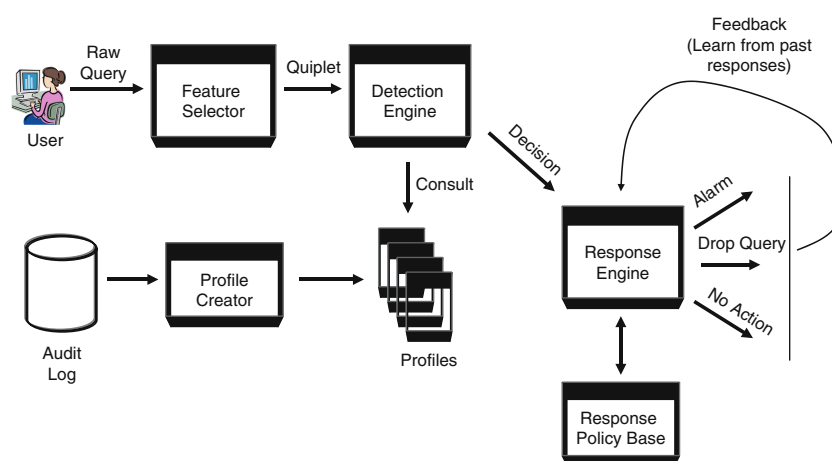 Raw
Query
User
Feature
Selector
Quiplet
Detection
Engine
Feedback
(Learn from past
responses)
Decision
Consult
Audit
Log
Profile
Creator
Profiles
Response
Engine
Alarm
Drop Query
No Action
Response
Policy Base